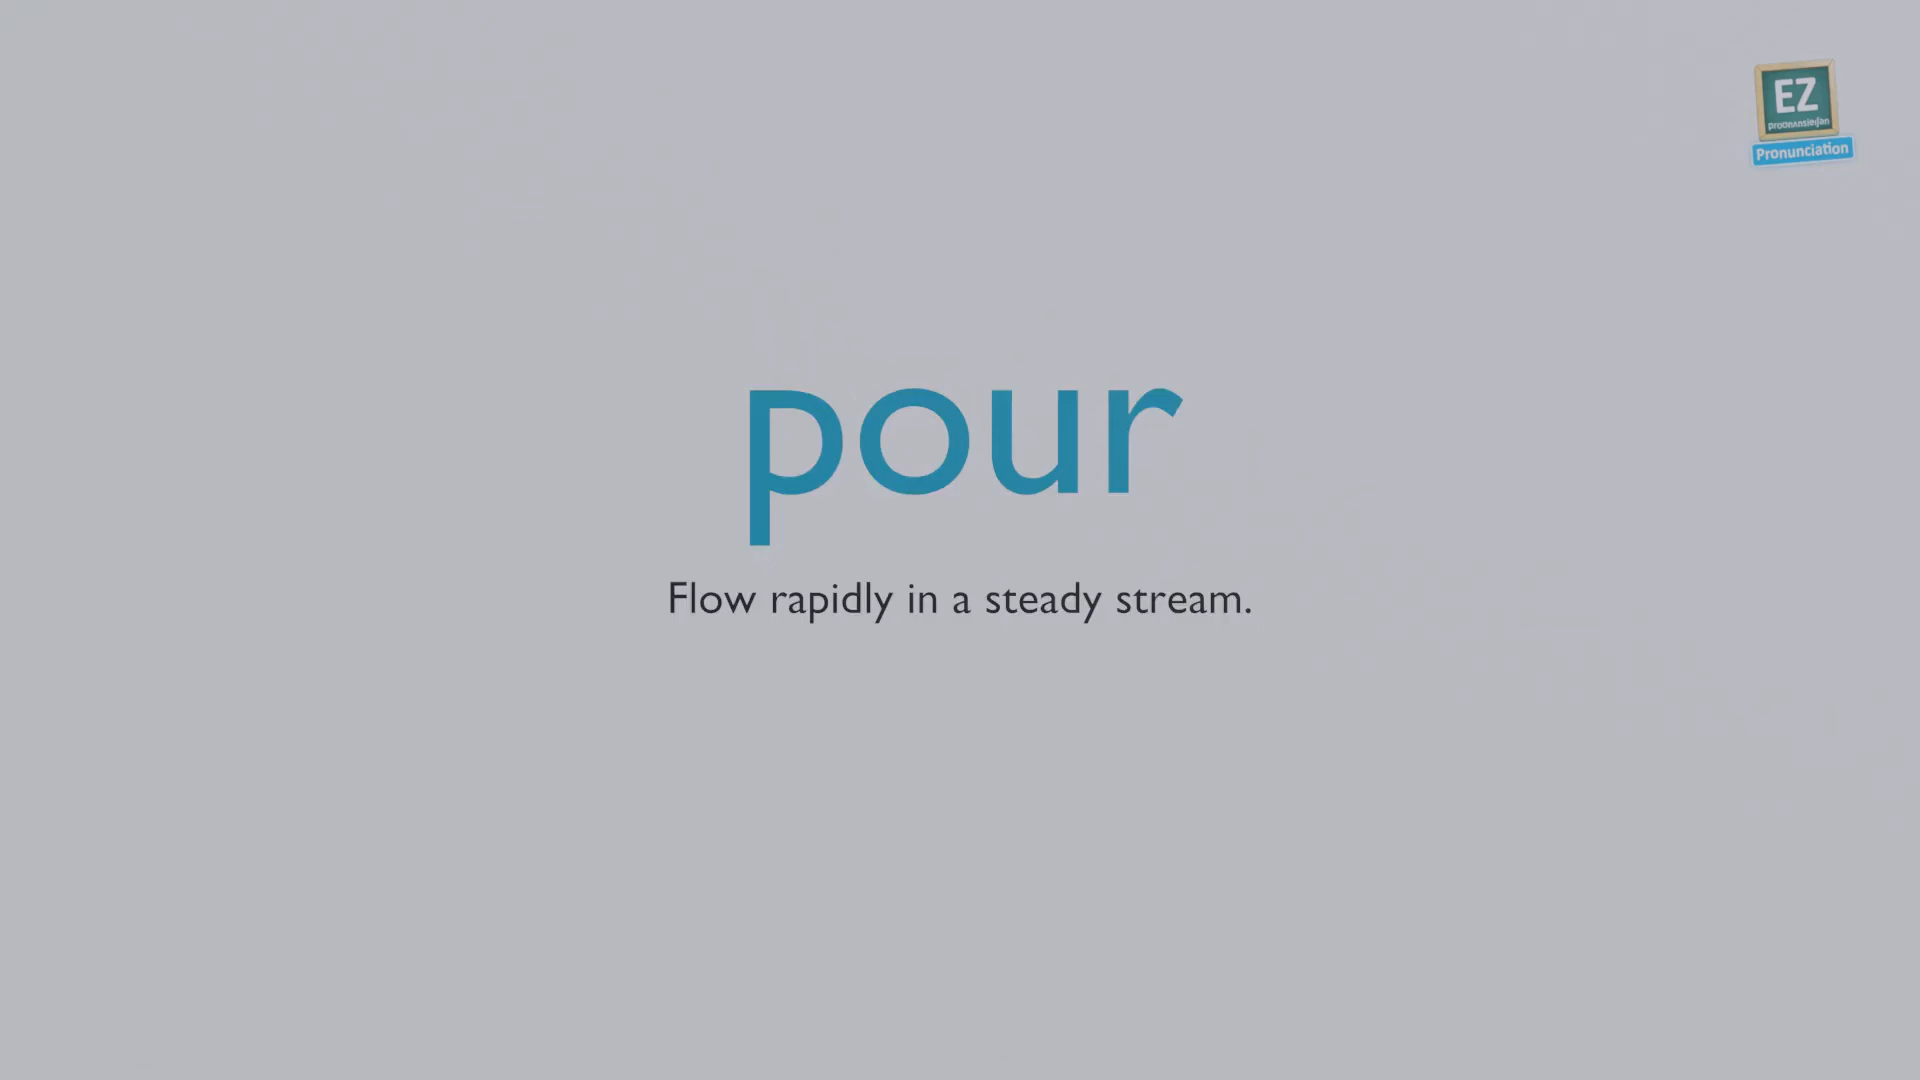 EZ
Pronunciation
pour
Flow rapidly in a steady stream.